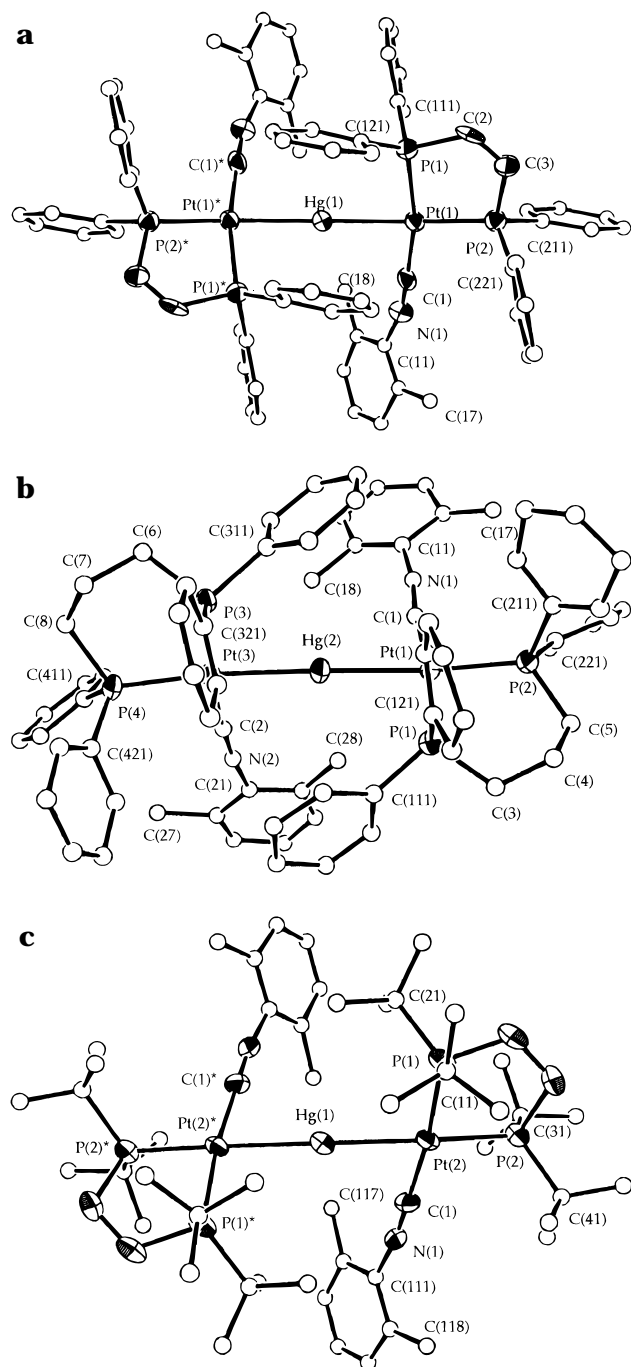 a
C(111)
C(2)
C(121)
C(3)
P(1)
C(1)*
Pt(1)*
Hg(1)
Pt(1)
P(2)*
P(2)
C(211)
C(18)
C(221)
P(1)*
C(1)
N(1)
C(11)
C(17)
b
C(6)
C(311)
C(17)
C(7)
C(11)
C(18)
N(1)
C(8)
P(3)
C(211)
C(1)
C(321)
Hg(2)
Pt(3)
Pt(1)
C(411)
C(221)
P(4)
P(2)
C(121)
C(2)
P(1)
C(28)
C(5)
C(421)
N(2)
C(4)
C(21)
C(111)
C(3)
C(27)
c
C(21)
P(1)
C(1)*
C(11)
Hg(1)
C(31)
P(2)*
Pt(2)*
Pt(2)
P(2)
C(117)
C(1)
C(41)
P(1)*
N(1)
C(111)
C(118)